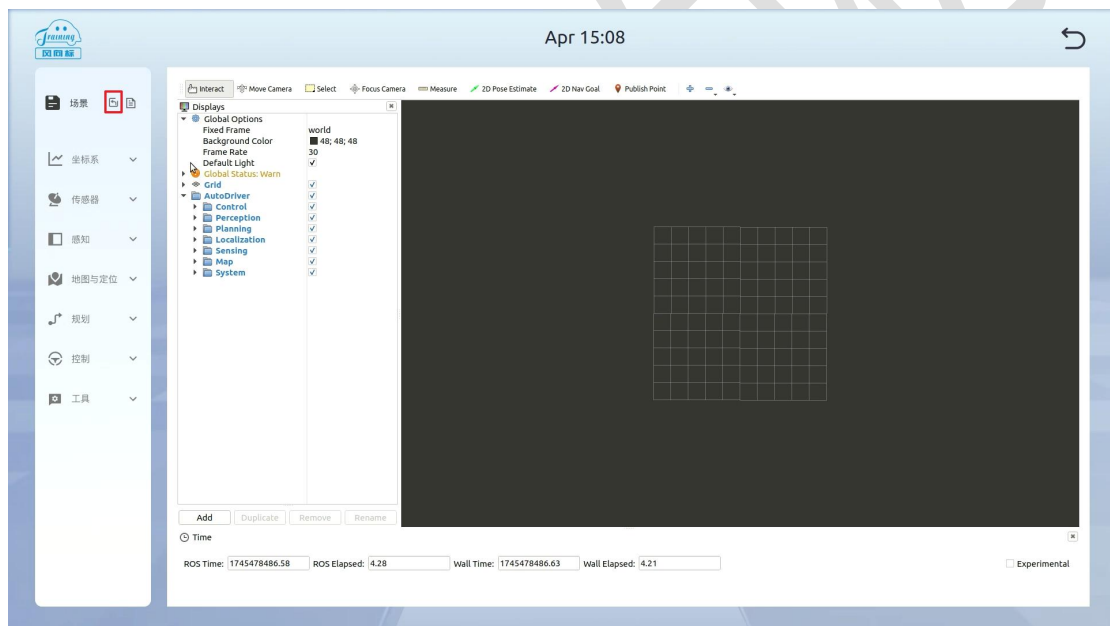 Training
风向标
Apr 15:08
场景
坐标系
传感器
感知
地图与定位
规划
控制
工具
Interact Move Camera Select Focus Camera Measure 2D Pose Estimate 2D Nav Goal Publish Point
Displays
Global Options
Fixed Frame world
Background Color 48; 48; 48
Frame Rate 30
Default Light
Global Status: Warn
Grid
AutoDriver
Control
Perception
Planning
Localization
Sensing
Map
System
Add Duplicate Remove Rename
Time
ROS Time: 1745478486.58 ROS Elapsed: 4.28 Wall Time: 1745478486.63 Wall Elapsed: 4.21 Experimental